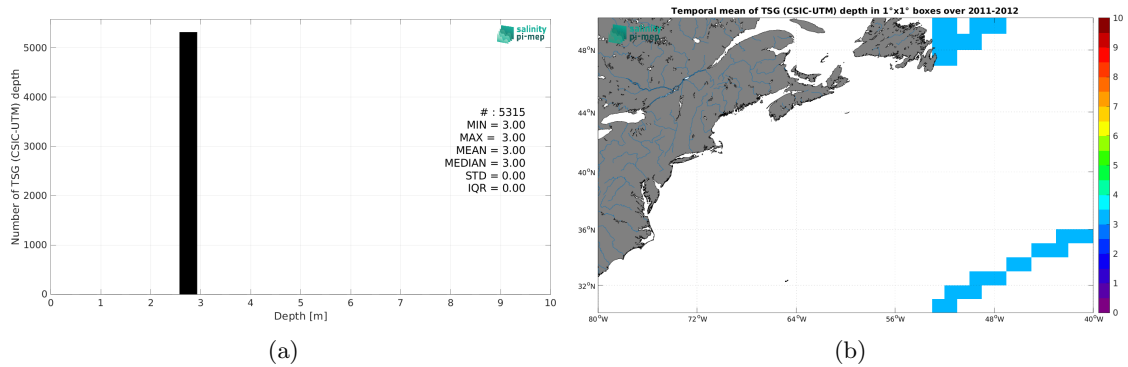 salinity
pi-mep
# : 5315
MIN = 3.00
MAX = 3.00
MEAN = 3.00
MEDIAN = 3.00
STD = 0.00
IQR = 0.00
Number of TSG (CSIC-UTM) depth
5000
4000
3000
2000
1000
0
0 1 2 3 4 5 6 7 8 9 10
Depth [m]
(a)
Temporal mean of TSG (CSIC-UTM) depth in 1°x1° boxes over 2011-2012
salinity
pi-mep
48°N
44°N
40°N
36°N
32°N
80°W 72°W 64°W 56°W 48°W 40°W
10
9
8
7
6
5
4
3
2
1
0
(b)